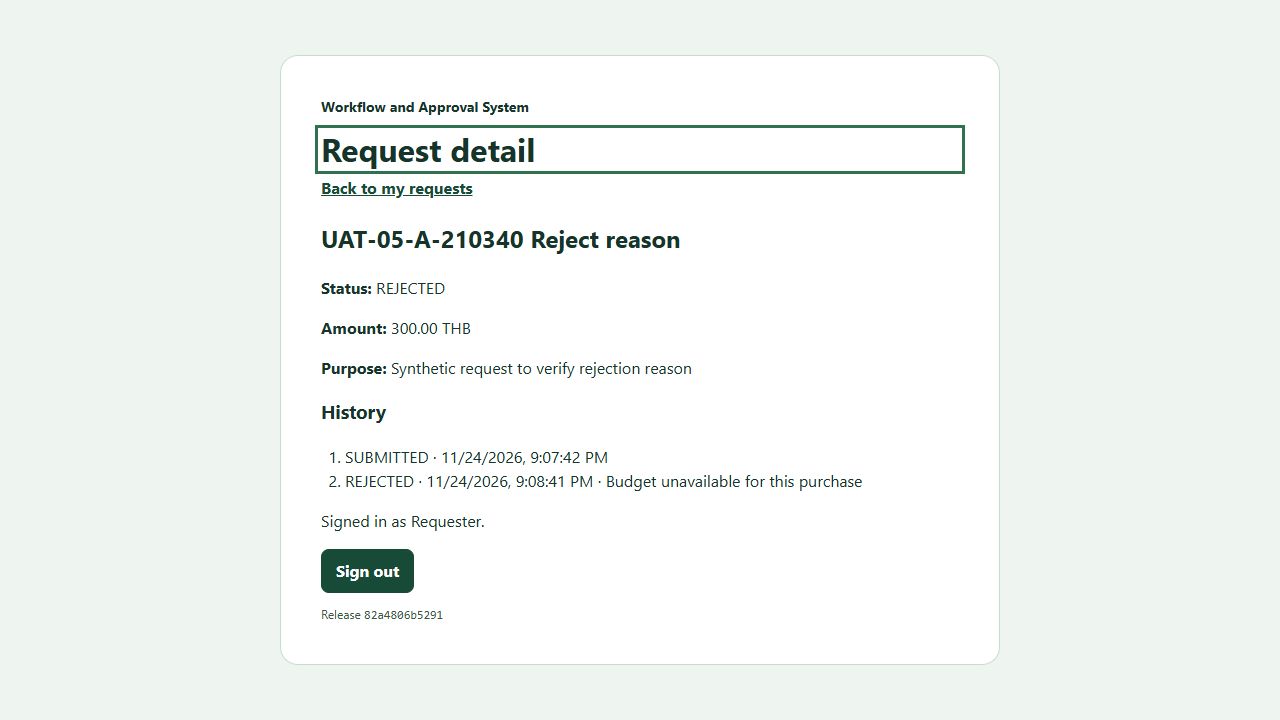 Workflow and Approval System
Request detail
Back to my requests
UAT-05-A-210340 Reject reason
Status: REJECTED
Amount: 300.00 THB
Purpose: Synthetic request to verify rejection reason
History
1. SUBMITTED · 11/24/2026, 9:07:42 PM
2. REJECTED · 11/24/2026, 9:08:41 PM · Budget unavailable for this purchase
Signed in as Requester.
Sign out
Release 82a4806b5291